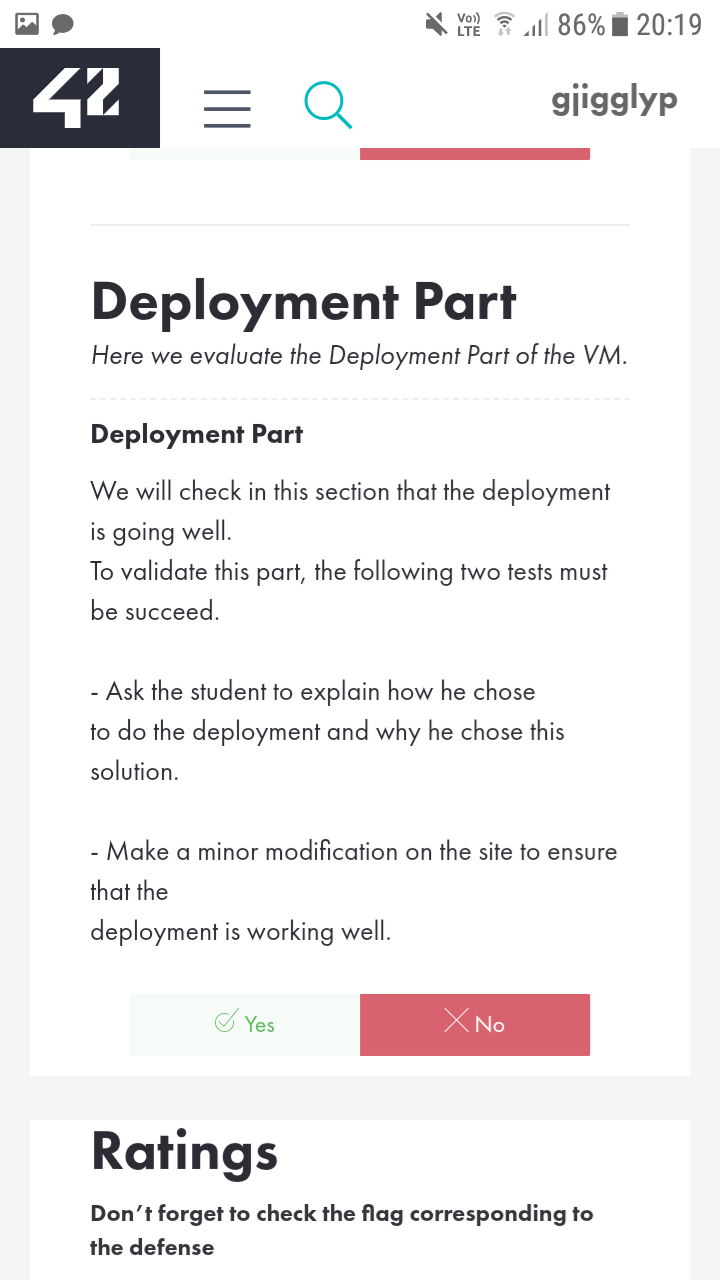 Vo))
LTE
86%
20:19
42
gjigglyp
Deployment Part
Here we evaluate the Deployment Part of the VM.
Deployment Part
We will check in this section that the deployment
is going well.
To validate this part, the following two tests must
be succeed.
- Ask the student to explain how he chose
to do the deployment and why he chose this
solution.
- Make a minor modification on the site to ensure
that the
deployment is working well.
Yes
No
Ratings
Don’t forget to check the flag corresponding to
the defense